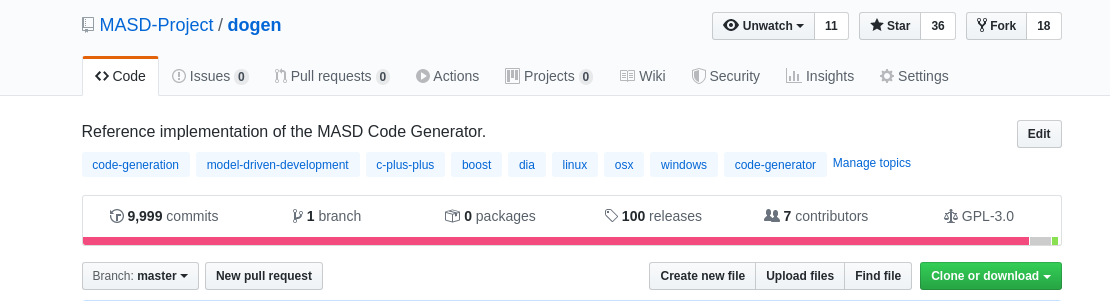 MASD-Project / dogen
Unwatch 11 Star 36 Fork 18
Code Issues 0 Pull requests 0 Actions Projects 0 Wiki Security Insights Settings
Reference implementation of the MASD Code Generator. Edit
code-generation model-driven-development c-plus-plus boost dia linux osx windows code-generator Manage topics
9,999 commits 1 branch 0 packages 100 releases 7 contributors GPL-3.0
Branch: master New pull request Create new file Upload files Find file Clone or download